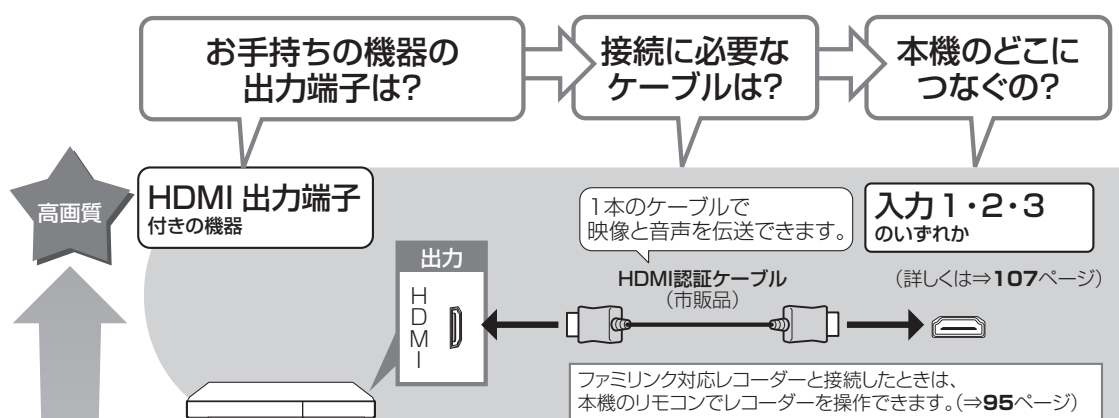 お手持ちの機器の
出力端子は?
接続に必要な
ケーブルは?
本機のどこに
つなぐの?
高画質
HDMI 出力端子
付きの機器
1本のケーブルで
映像と音声を伝送できます。
入力 1・2・3
のいずれか
出力
HDMI
HDMI認証ケーブル
(市販品)
(詳しくは⇒107ページ)
ファミリンク対応レコーダーと接続したときは、
本機のリモコンでレコーダーを操作できます。(⇒95ページ)